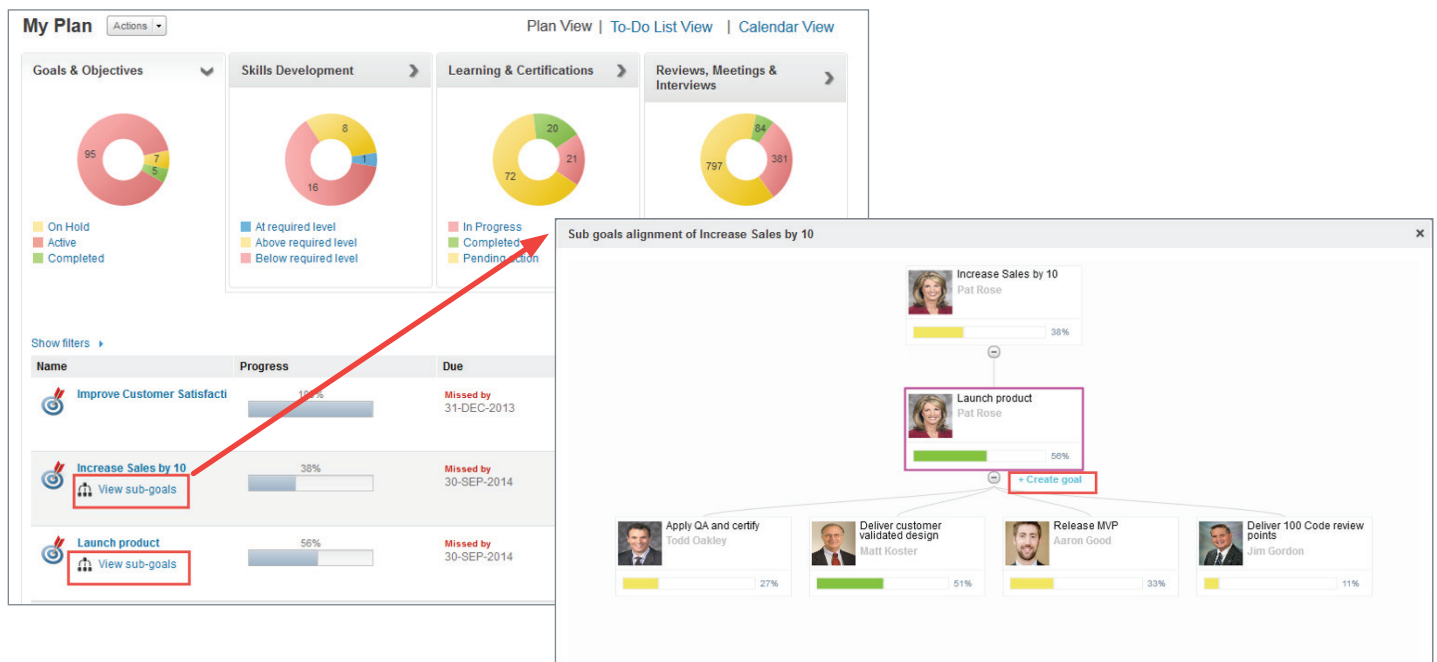 My Plan
Actions
Plan View | To-Do List View | Calendar View
Goals & Objectives
95
7
5
On Hold
Active
Completed
Skills Development
8
1
16
At required level
Above required level
Below required level
Learning & Certifications
20
21
72
In Progress
Completed
Pending action
Reviews, Meetings &
Interviews
84
381
797
Show filters
Name Progress Due
Improve Customer Satisfacti
Missed by
31-DEC-2013
Increase Sales by 10
View sub-goals
38%
Missed by
30-SEP-2014
Launch product
View sub-goals
56%
Missed by
30-SEP-2014
Sub goals alignment of Increase Sales by 10
Increase Sales by 10
Pat Rose
38%
Launch product
Pat Rose
56%
+ Create goal
Apply QA and certify
Todd Oakley
27%
Deliver customer
validated design
Matt Koster
51%
Release MVP
Aaron Good
33%
Deliver 100 Code review
points
Jim Gordon
11%